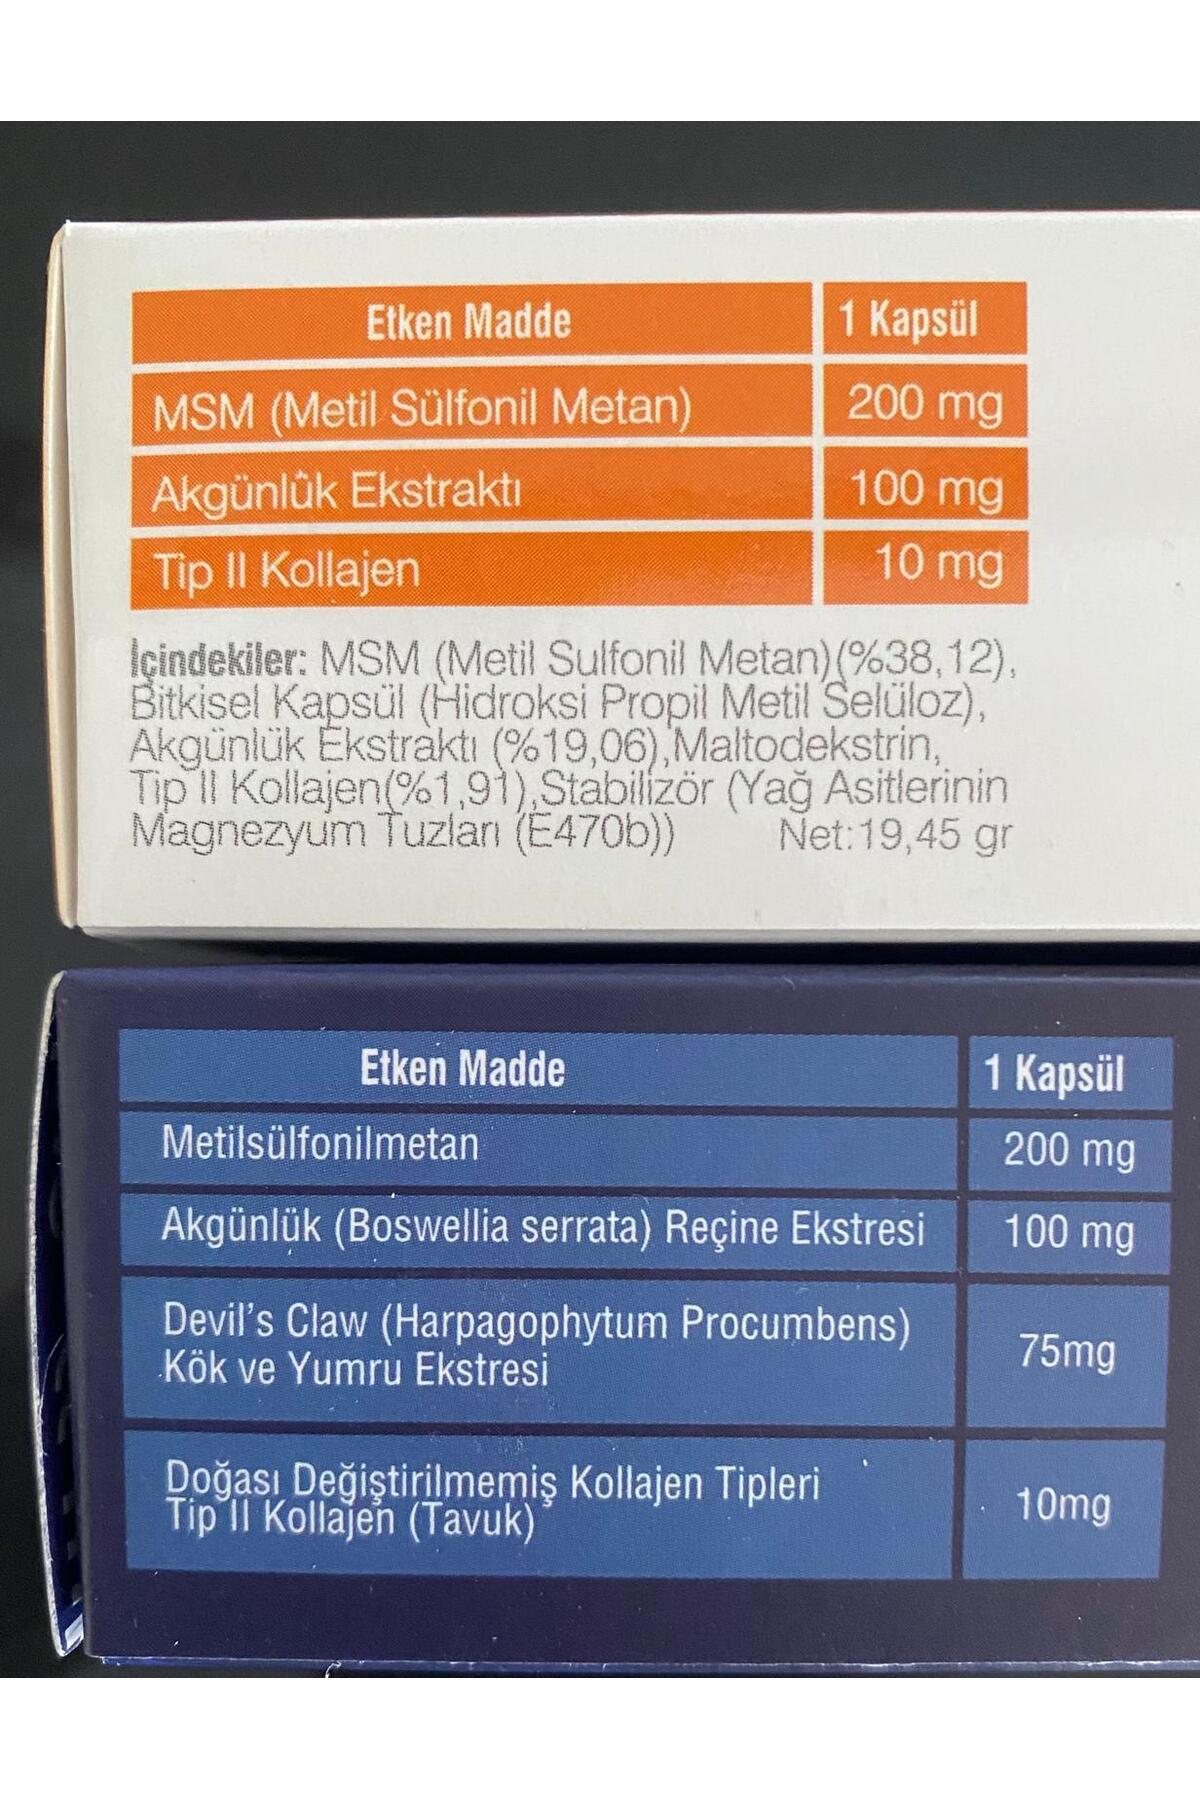 Etken Madde 1 Kapsül
MSM (Metil Sülfonil Metan) 200 mg
Akgünlûk Ekstraktı 100 mg
Tip II Kollajen 10 mg
İçindekiler: MSM (Metil Sulfonil Metan)(%38,12),
Bitkisel Kapsül (Hidroksi Propil Metil Selüloz),
Akgünlük Ekstraktı (%19,06),Maltodekstrin,
Tip II Kollajen(%1,91),Stabilizör (Yağ Asitlerinin
Magnezyum Tuzları (E470b)) Net:19,45 gr
Etken Madde 1 Kapsül
Metilsülfonilmetan 200 mg
Akgünlük (Boswellia serrata) Reçine Ekstresi 100 mg
Devil's Claw (Harpagophytum Procumbens)
Kök ve Yumru Ekstresi 75mg
Doğası Değiştirilmemiş Kollajen Tipleri
Tip II Kollajen (Tavuk) 10mg